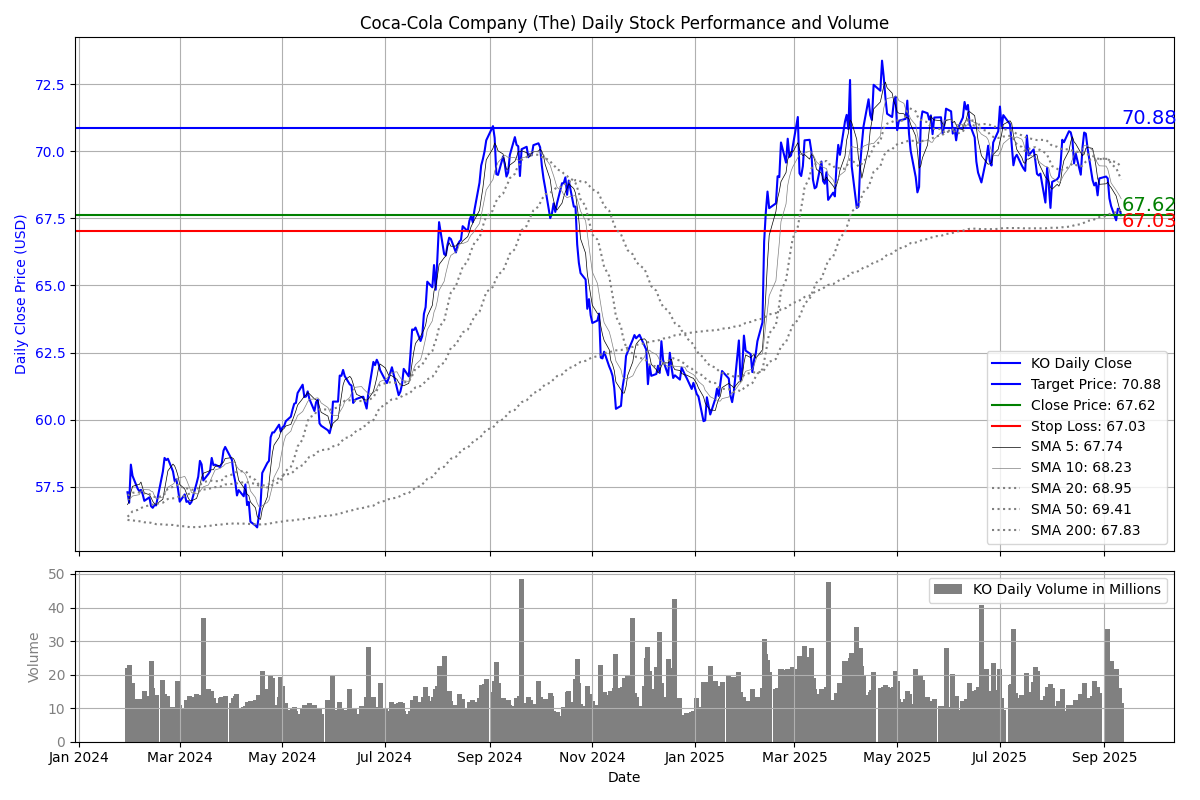 Coca-Cola Company (The) Daily Stock Performance and Volume
Daily Close Price (USD)
72.5
70.0
67.5
65.0
62.5
60.0
57.5
70.88
67.62
67.03
KO Daily Close
Target Price: 70.88
Close Price: 67.62
Stop Loss: 67.03
SMA 5: 67.74
SMA 10: 68.23
SMA 20: 68.95
SMA 50: 69.41
SMA 200: 67.83
Volume
50
40
30
20
10
0
KO Daily Volume in Millions
Jan 2024 Mar 2024 May 2024 Jul 2024 Sep 2024 Nov 2024 Jan 2025 Mar 2025 May 2025 Jul 2025 Sep 2025
Date